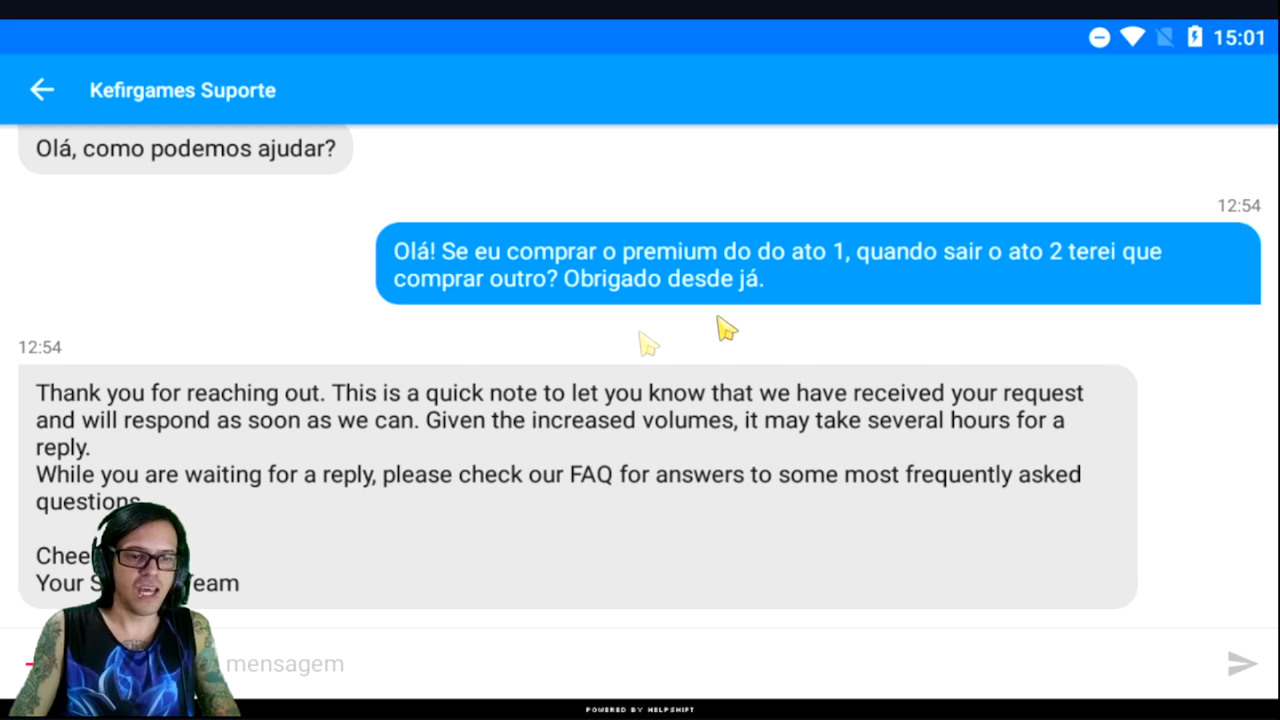 15:01
Kefirgames Suporte
Olá, como podemos ajudar?
12:54
Olá! Se eu comprar o premium do do ato 1, quando sair o ato 2 terei que
comprar outro? Obrigado desde já.
12:54
Thank you for reaching out. This is a quick note to let you know that we have received your request
and will respond as soon as we can. Given the increased volumes, it may take several hours for a
reply.
While you are waiting for a reply, please check our FAQ for answers to some most frequently asked
questions.
Your
mensagem
POWERED BY HELPSHIFT